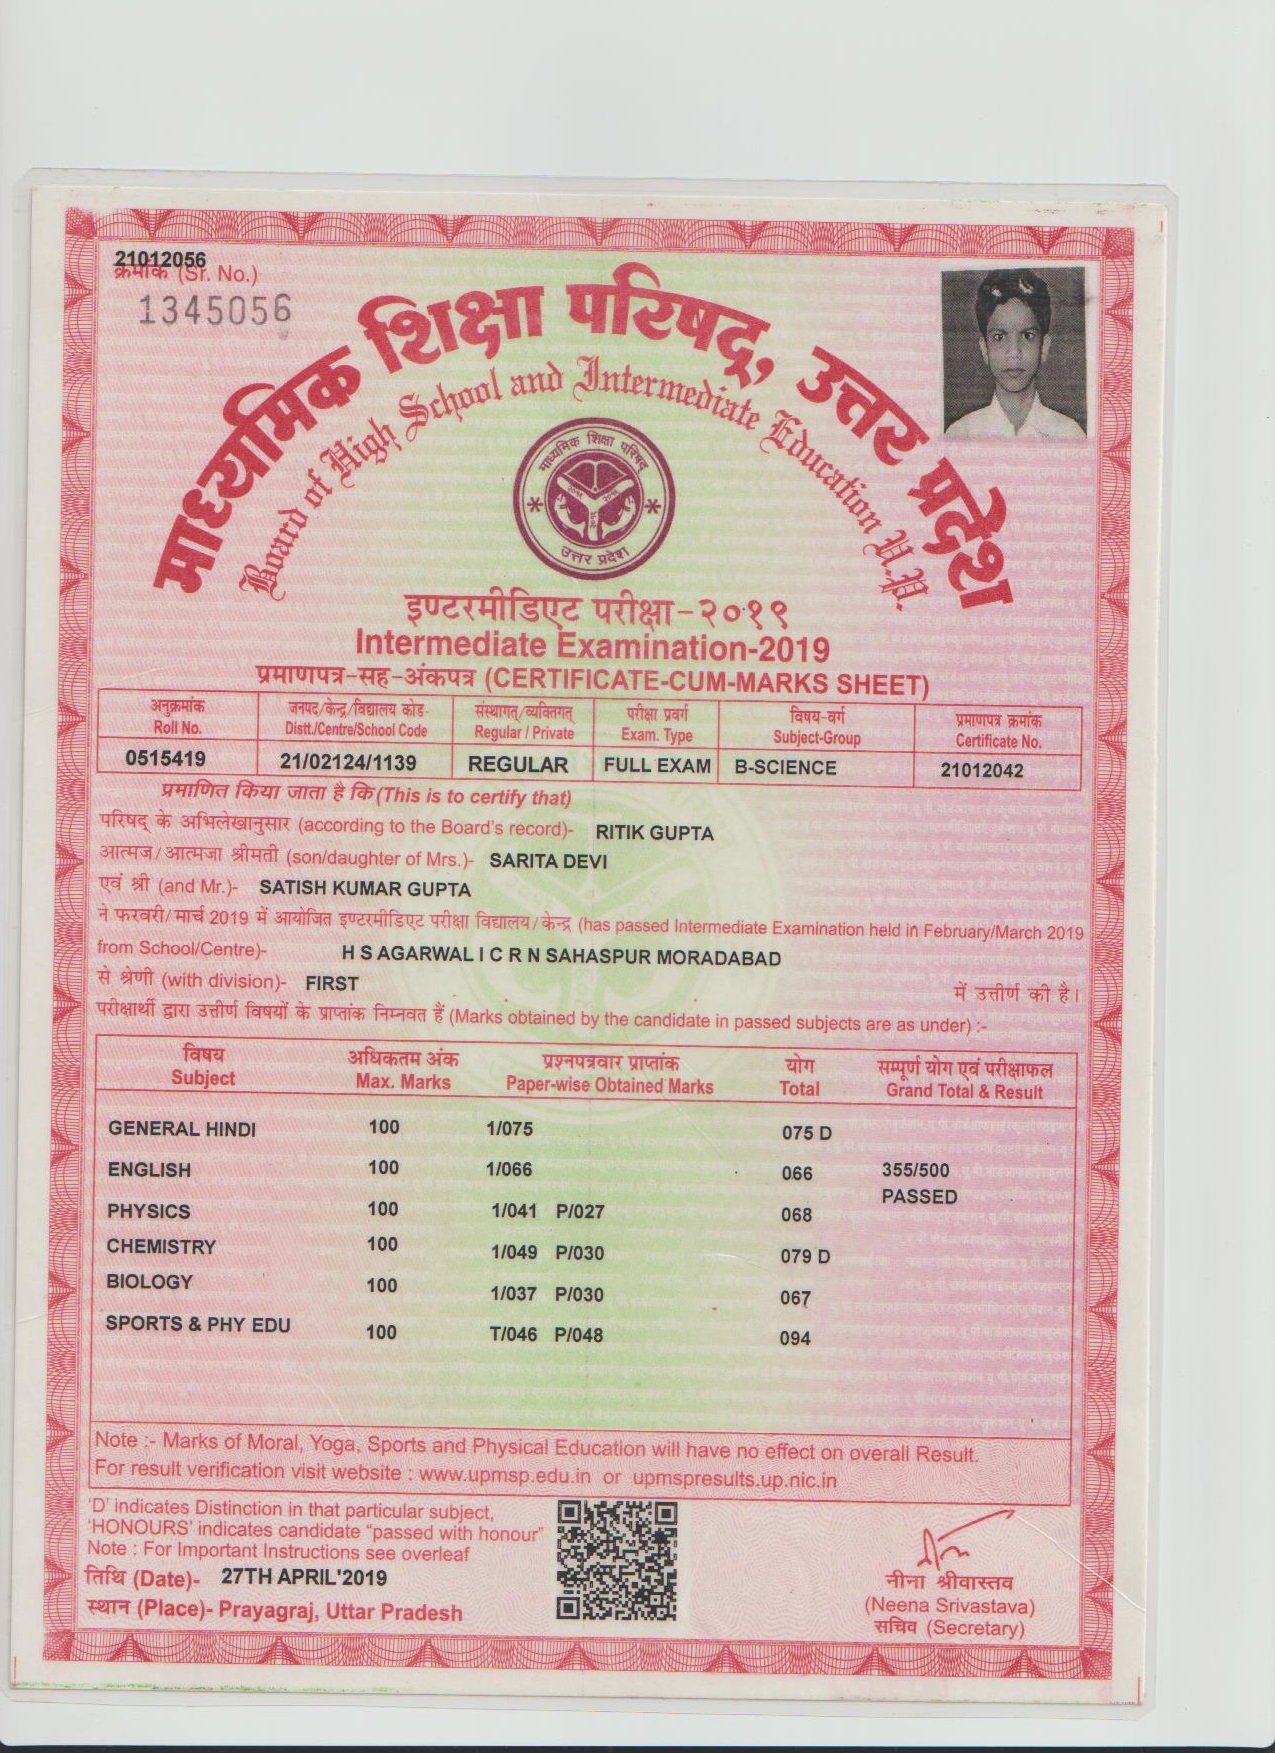 21012056
क्रमांक (Sr. No.)
1345056
माध्यमिक शिक्षा परिषद्, उत्तर प्रदेश
Board of High School and Intermediate Education U.P.
माध्यमिक शिक्षा परिषद्
उत्तर प्रदेश
इण्टरमीडिएट परीक्षा-२०१९
Intermediate Examination-2019
प्रमाणपत्र-सह-अंकपत्र (CERTIFICATE-CUM-MARKS SHEET)
अनुक्रमांक जनपद/केन्द्र/विद्यालय कोड संस्थागत्/व्यक्तिगत् परीक्षा प्रवर्ग विषय-वर्ग प्रमाणपत्र क्रमांक
Roll No. Distt./Centre/School Code Regular / Private Exam. Type Subject-Group Certificate No.
0515419 21/02124/1139 REGULAR FULL EXAM B-SCIENCE 21012042
प्रमाणित किया जाता है कि (This is to certify that)
परिषद् के अभिलेखानुसार (according to the Board's record)- RITIK GUPTA
आत्मज/आत्मजा श्रीमती (son/daughter of Mrs.)- SARITA DEVI
एवं श्री (and Mr.)- SATISH KUMAR GUPTA
ने फरवरी/मार्च 2019 में आयोजित इण्टरमीडिएट परीक्षा विद्यालय/केन्द्र (has passed Intermediate Examination held in February/March 2019
from School/Centre)- H S AGARWAL I C R N SAHASPUR MORADABAD
से श्रेणी (with division)- FIRST में उत्तीर्ण की है।
परीक्षार्थी द्वारा उत्तीर्ण विषयों के प्राप्तांक निम्नवत हैं (Marks obtained by the candidate in passed subjects are as under) :-
विषय अधिकतम अंक प्रश्नपत्रवार प्राप्तांक योग सम्पूर्ण योग एवं परीक्षाफल
Subject Max. Marks Paper-wise Obtained Marks Total Grand Total & Result
GENERAL HINDI 100 1/075 075 D
ENGLISH 100 1/066 066 355/500
PASSED
PHYSICS 100 1/041 P/027 068
CHEMISTRY 100 1/049 P/030 079 D
BIOLOGY 100 1/037 P/030 067
SPORTS & PHY EDU 100 T/046 P/048 094
Note :- Marks of Moral, Yoga, Sports and Physical Education will have no effect on overall Result.
For result verification visit website : www.upmsp.edu.in or upmspresults.up.nic.in
'D' indicates Distinction in that particular subject,
'HONOURS' indicates candidate "passed with honour"
Note : For Important Instructions see overleaf
तिथि (Date)- 27TH APRIL'2019
स्थान (Place)- Prayagraj, Uttar Pradesh
नीना श्रीवास्तव
(Neena Srivastava)
सचिव (Secretary)